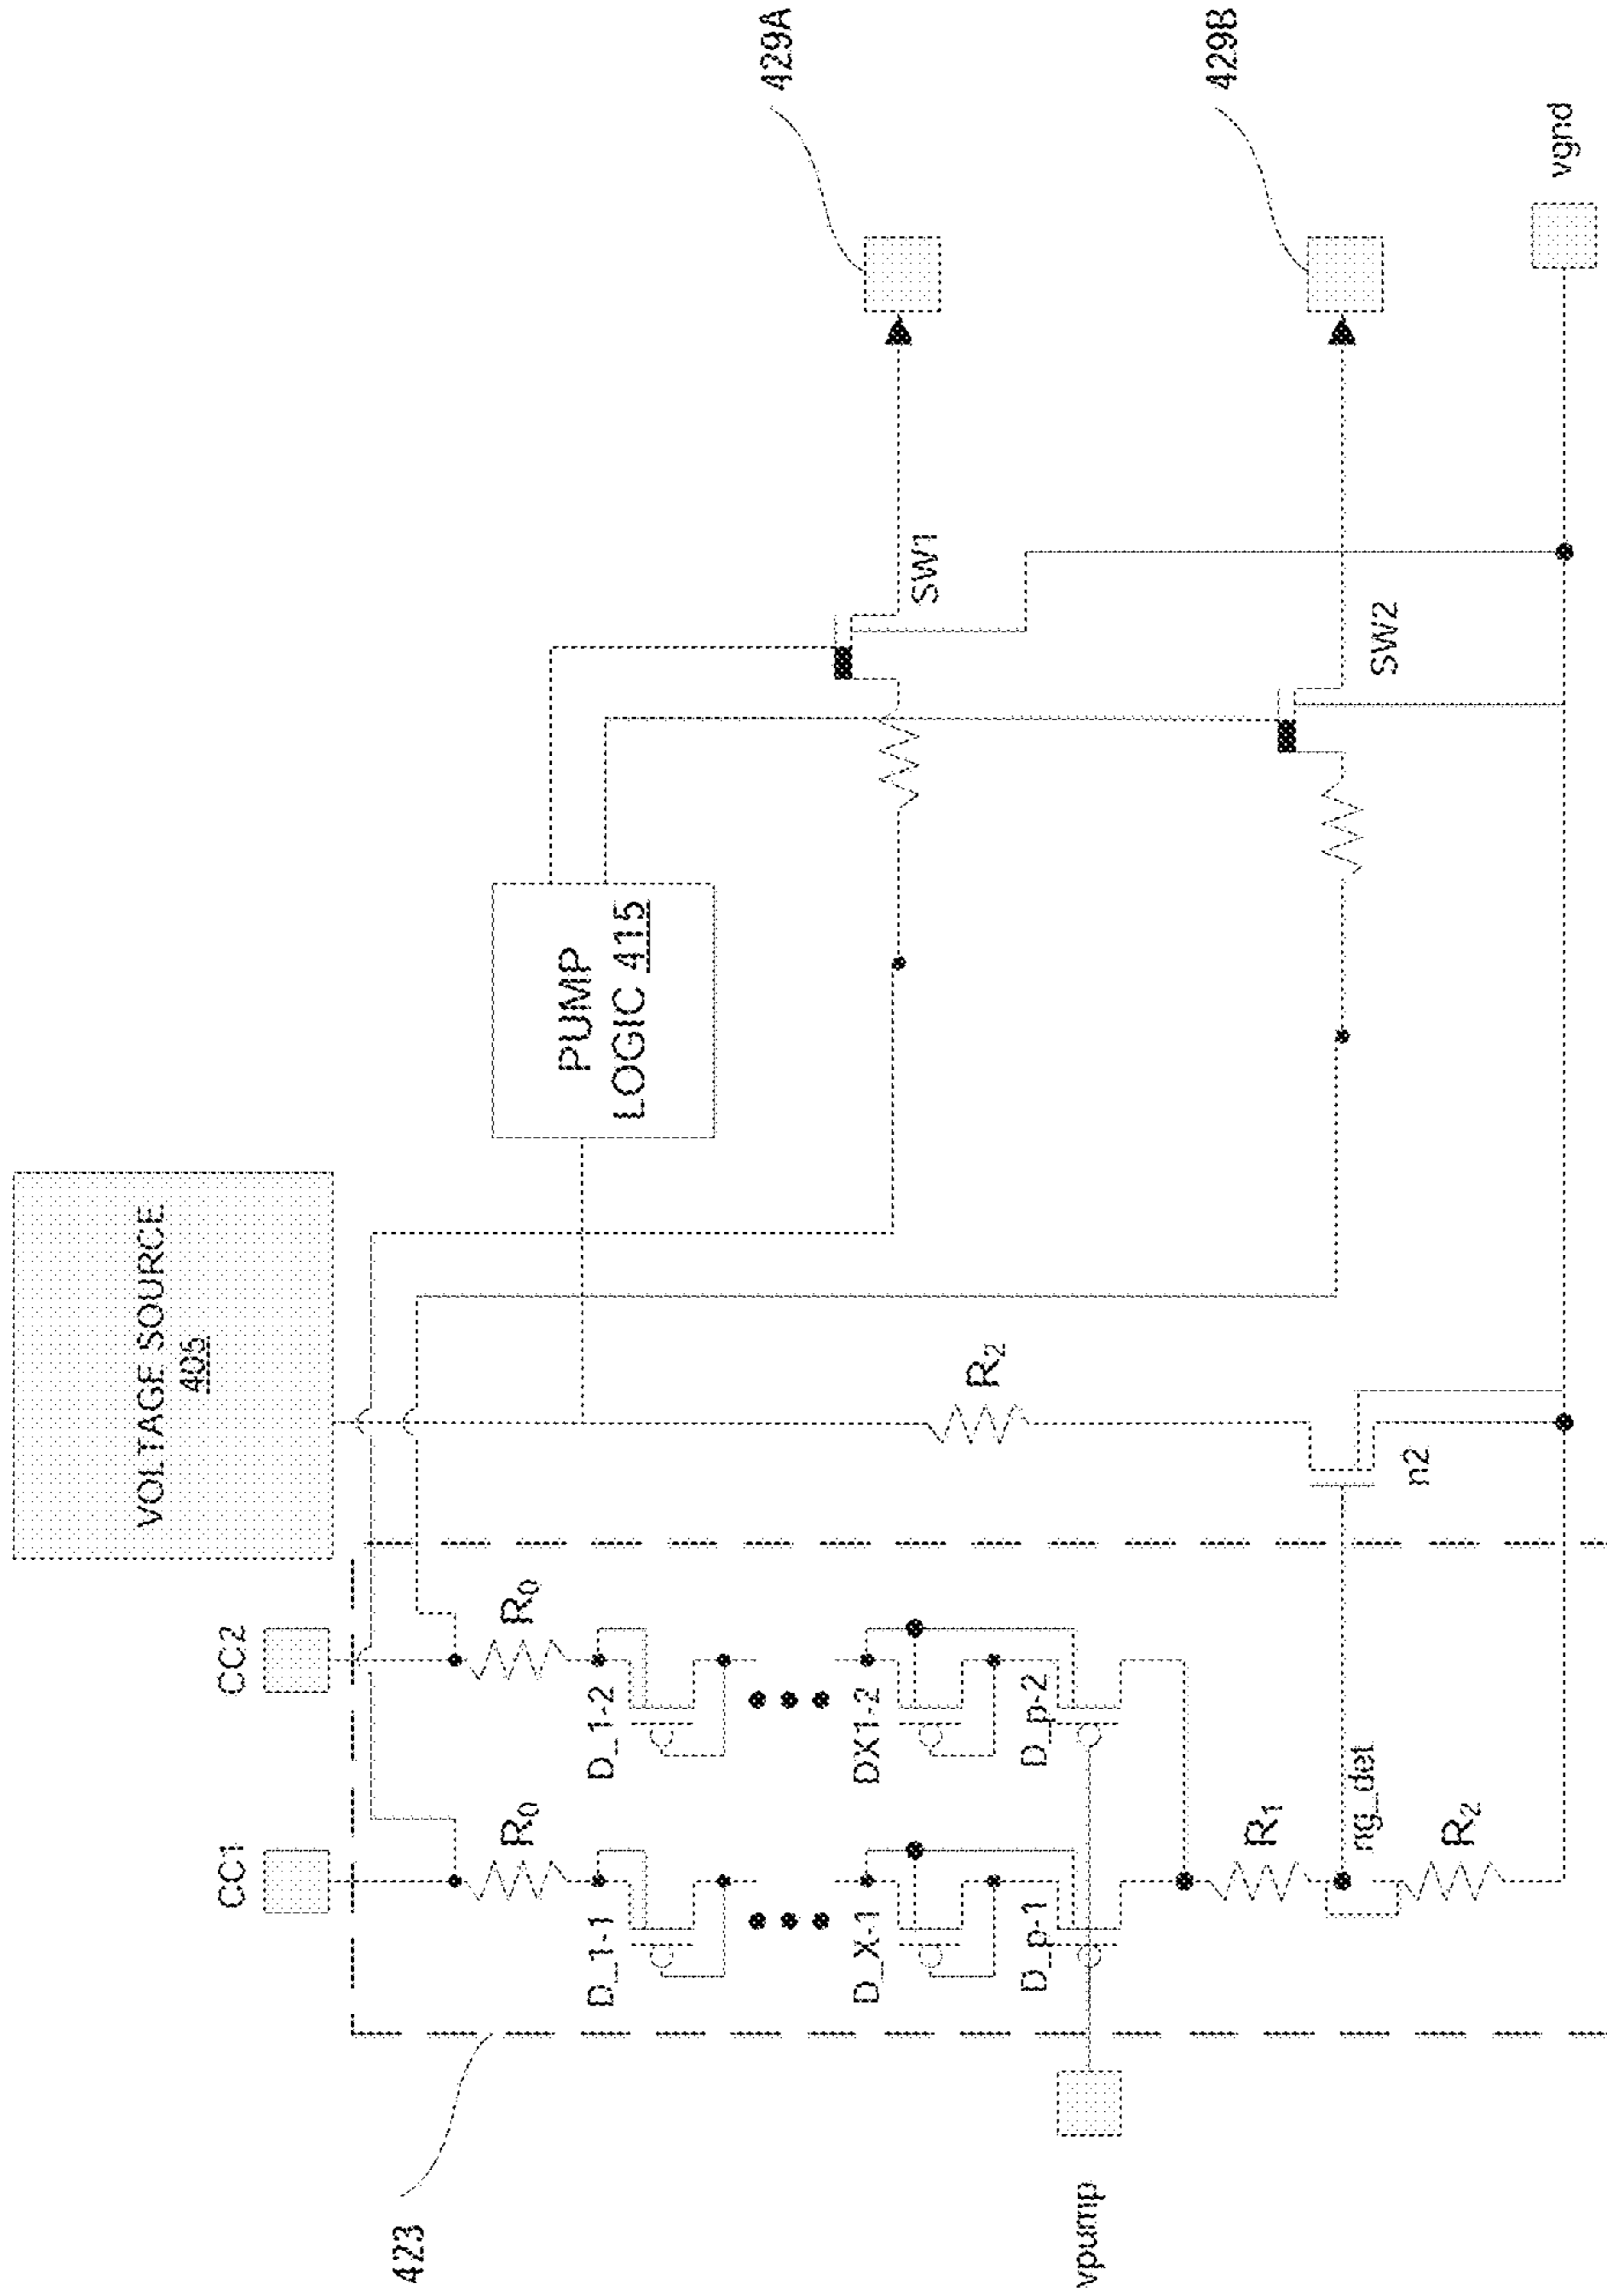 VOLTAGE SOURCE
405
CC1
CC2
R0
R0
PUMP
LOGIC 415
429A
423
D_1-1
D_1-2
SW1
D_X-1
DX1-2
R2
D_p-1
D_p-2
vpump
429B
SW2
R1
ng_det
n2
R2
vgnd